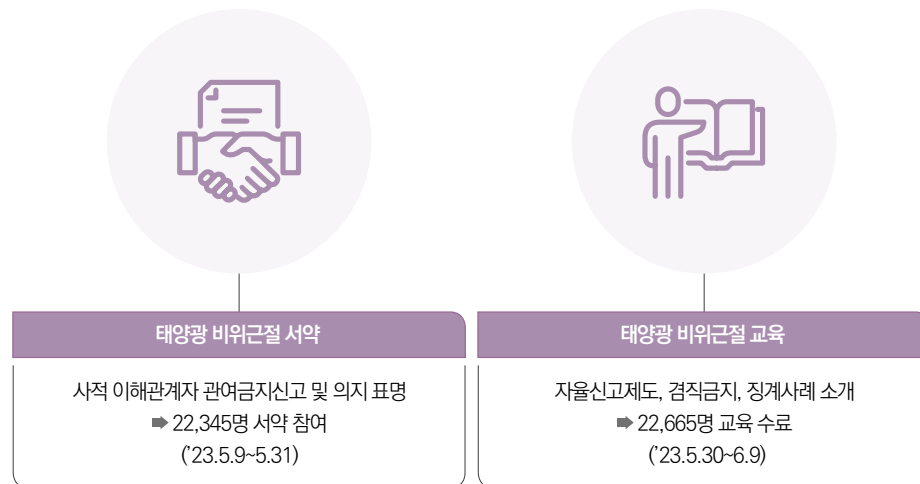 태양광 비위근절 서약
사적 이해관계자 관여금지신고 및 의지 표명
➡ 22,345명 서약 참여
(’23.5.9~5.31)
태양광 비위근절 교육
자율신고제도, 겸직금지, 징계사례 소개
➡ 22,665명 교육 수료
(’23.5.30~6.9)